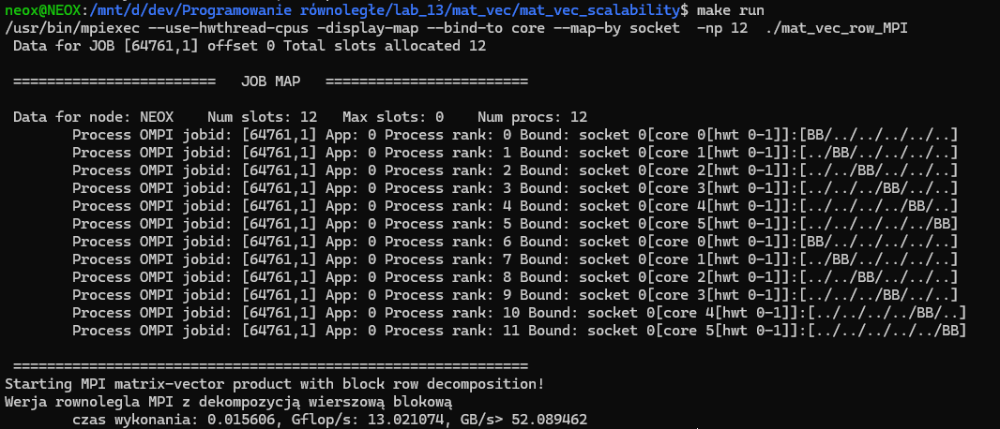 neox@NEOX:/mnt/d/dev/Programowanie równoległe/lab_13/mat_vec/mat_vec_scalability$ make run
/usr/bin/mpiexec --use-hwthread-cpus -display-map --bind-to core --map-by socket  -np 12  ./mat_vec_row_MPI
 Data for JOB [64761,1] offset 0 Total slots allocated 12
 ========================   JOB MAP   ========================
 Data for node: NEOX    Num slots: 12   Max slots: 0    Num procs: 12
        Process OMPI jobid: [64761,1] App: 0 Process rank: 0 Bound: socket 0[core 0[hwt 0-1]]:[BB/../../../../..]
        Process OMPI jobid: [64761,1] App: 0 Process rank: 1 Bound: socket 0[core 1[hwt 0-1]]:[../BB/../../../..]
        Process OMPI jobid: [64761,1] App: 0 Process rank: 2 Bound: socket 0[core 2[hwt 0-1]]:[../../BB/../../..]
        Process OMPI jobid: [64761,1] App: 0 Process rank: 3 Bound: socket 0[core 3[hwt 0-1]]:[../../../BB/../..]
        Process OMPI jobid: [64761,1] App: 0 Process rank: 4 Bound: socket 0[core 4[hwt 0-1]]:[../../../../BB/..]
        Process OMPI jobid: [64761,1] App: 0 Process rank: 5 Bound: socket 0[core 5[hwt 0-1]]:[../../../../../BB]
        Process OMPI jobid: [64761,1] App: 0 Process rank: 6 Bound: socket 0[core 0[hwt 0-1]]:[BB/../../../../..]
        Process OMPI jobid: [64761,1] App: 0 Process rank: 7 Bound: socket 0[core 1[hwt 0-1]]:[../BB/../../../..]
        Process OMPI jobid: [64761,1] App: 0 Process rank: 8 Bound: socket 0[core 2[hwt 0-1]]:[../../BB/../../..]
        Process OMPI jobid: [64761,1] App: 0 Process rank: 9 Bound: socket 0[core 3[hwt 0-1]]:[../../../BB/../..]
        Process OMPI jobid: [64761,1] App: 0 Process rank: 10 Bound: socket 0[core 4[hwt 0-1]]:[../../../../BB/..]
        Process OMPI jobid: [64761,1] App: 0 Process rank: 11 Bound: socket 0[core 5[hwt 0-1]]:[../../../../../BB]
 =============================================================
Starting MPI matrix-vector product with block row decomposition!
Werja rownolegla MPI z dekompozycją wierszową blokową
        czas wykonania: 0.015606, Gflop/s: 13.021074, GB/s> 52.089462